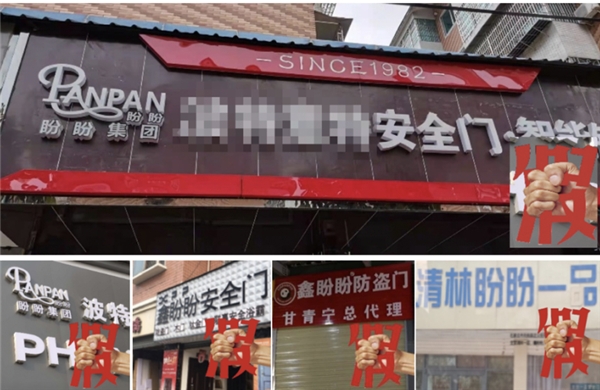 SINCE1982
PANPAN
盼盼
盼盼集团
安全门·智能
假
PANPAN
盼盼集团
波特
PH
假
鑫盼盼安全门
假
鑫盼盼防盗门
甘青宁总代理
假
清林盼盼一品
假